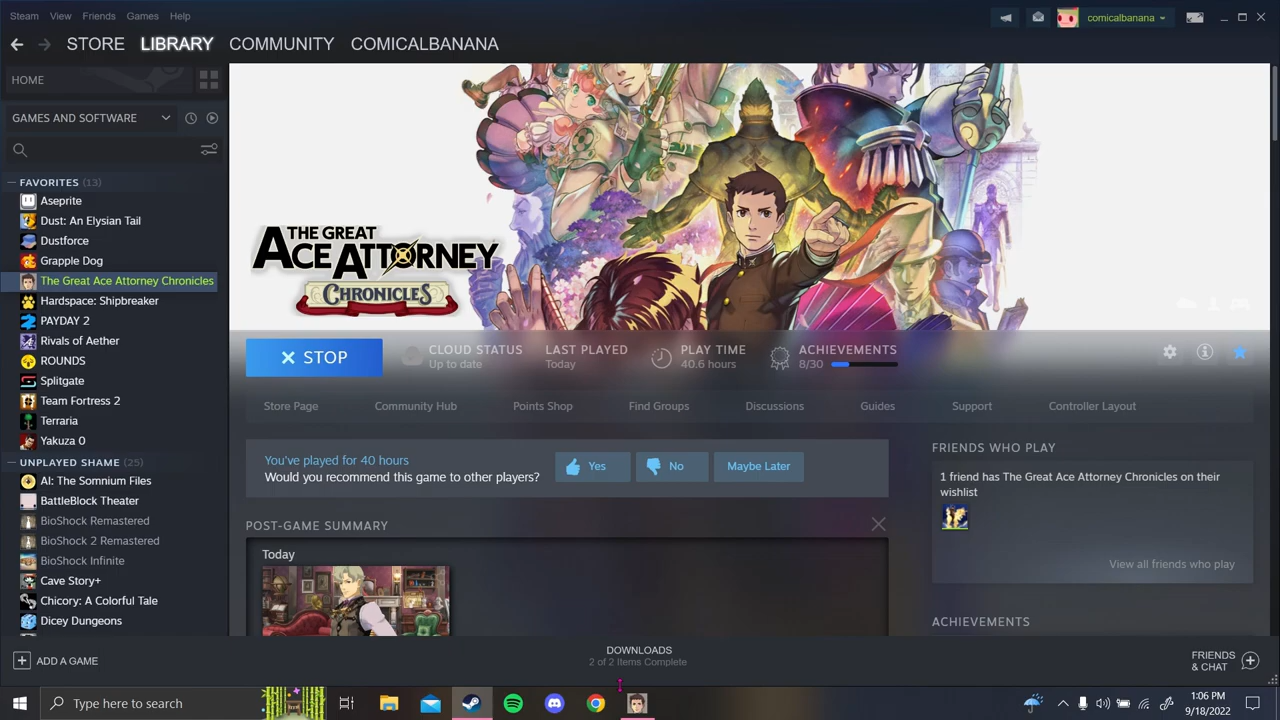 Steam View Friends Games Help
comicalbanana
STORE LIBRARY COMMUNITY COMICALBANANA
HOME
GAMES AND SOFTWARE
FAVORITES (13)
Aseprite
Dust: An Elysian Tail
Dustforce
Grapple Dog
The Great Ace Attorney Chronicles
Hardspace: Shipbreaker
PAYDAY 2
Rivals of Aether
ROUNDS
Splitgate
Team Fortress 2
Terraria
Yakuza 0
UNPLAYED SHAME (25)
AI: The Somnium Files
BattleBlock Theater
BioShock Remastered
BioShock 2 Remastered
BioShock Infinite
Cave Story+
Chicory: A Colorful Tale
Dicey Dungeons
THE GREAT
ACE ATTORNEY
CHRONICLES
STOP
CLOUD STATUS
Up to date
LAST PLAYED
Today
PLAY TIME
40.6 hours
ACHIEVEMENTS
8/30
Store Page Community Hub Points Shop Find Groups Discussions Guides Support Controller Layout
You've played for 40 hours
Would you recommend this game to other players?
Yes No Maybe Later
POST-GAME SUMMARY
Today
FRIENDS WHO PLAY
1 friend has The Great Ace Attorney Chronicles on their
wishlist
View all friends who play
ACHIEVEMENTS
ADD A GAME
DOWNLOADS
2 of 2 Items Complete
FRIENDS
& CHAT
Type here to search
1:06 PM
9/18/2022